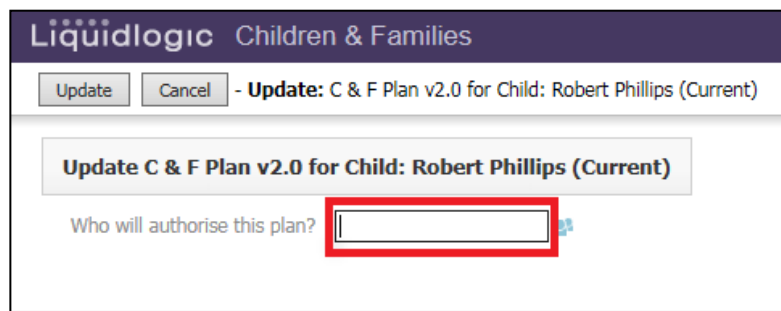 Liquidlogic Children & Families
Update Cancel - Update: C & F Plan v2.0 for Child: Robert Phillips (Current)
Update C & F Plan v2.0 for Child: Robert Phillips (Current)
Who will authorise this plan?